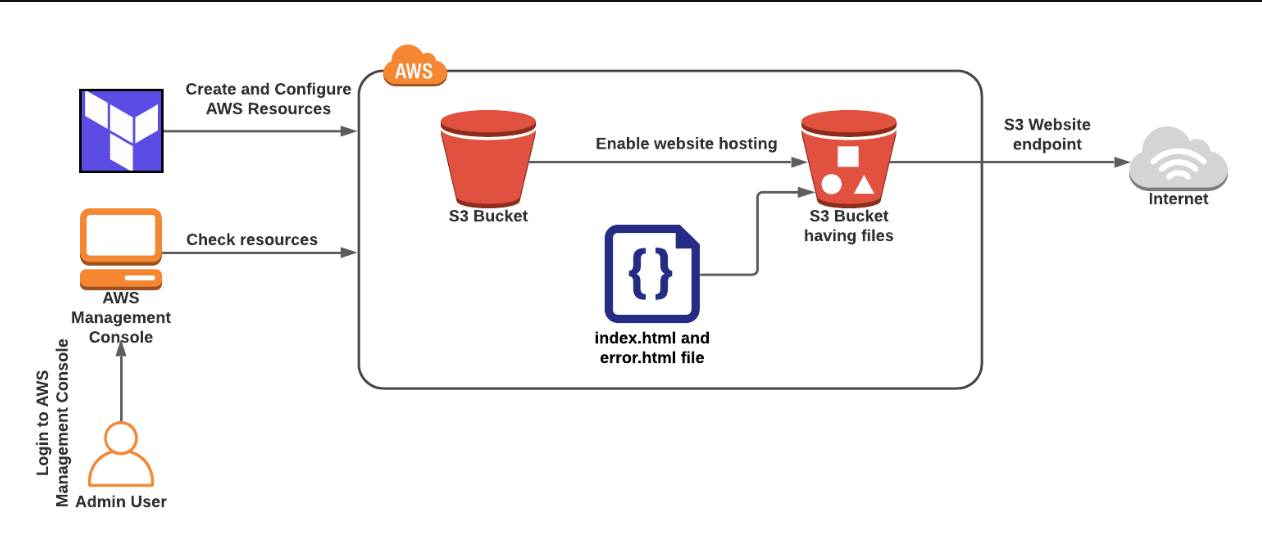 AWS
Create and Configure
AWS Resources
Enable website hosting
S3 Website
endpoint
S3 Bucket
S3 Bucket
having files
Internet
Check resources
AWS
Management
Console
index.html and
error.html file
Login to AWS
Management Console
Admin User